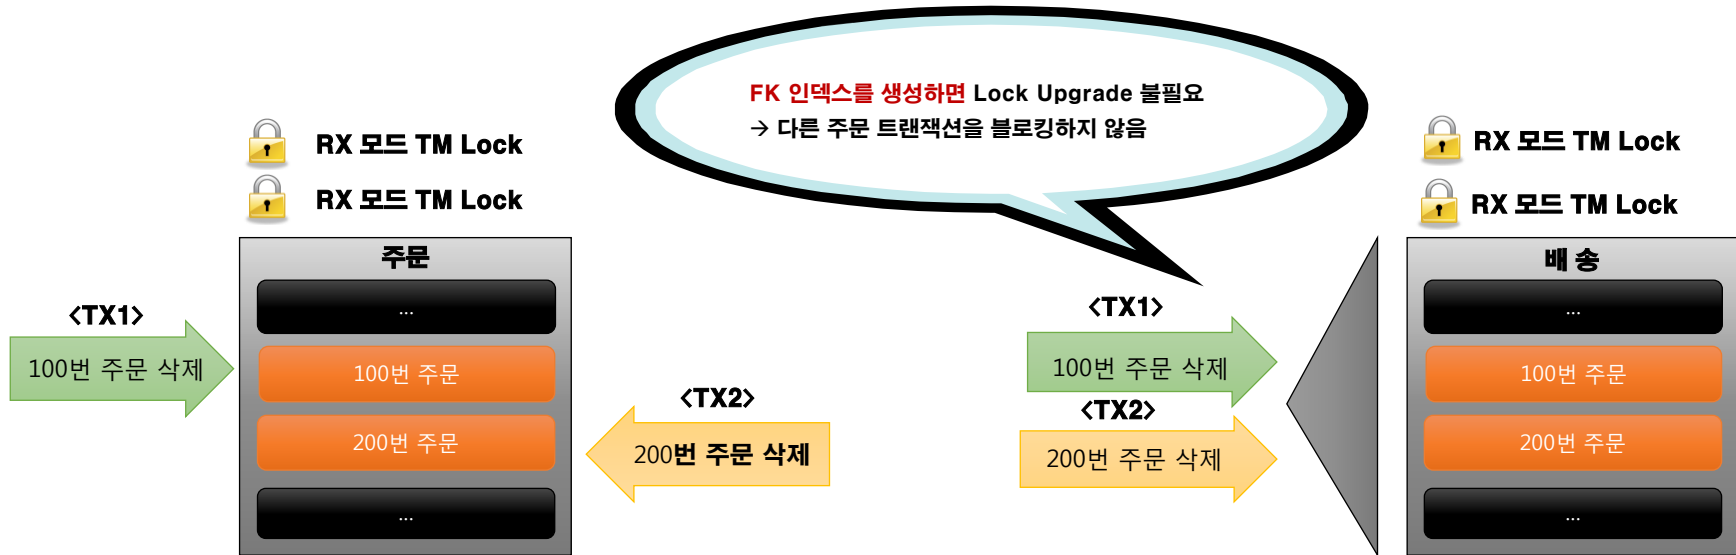 FK 인덱스를 생성하면 Lock Upgrade 불필요
→ 다른 주문 트랜잭션을 블로킹하지 않음
RX 모드 TM Lock
RX 모드 TM Lock
주문
...
<TX1>
100번 주문 삭제
100번 주문
200번 주문
...
<TX2>
200번 주문 삭제
<TX1>
100번 주문 삭제
<TX2>
200번 주문 삭제
RX 모드 TM Lock
RX 모드 TM Lock
배 송
...
100번 주문
200번 주문
...